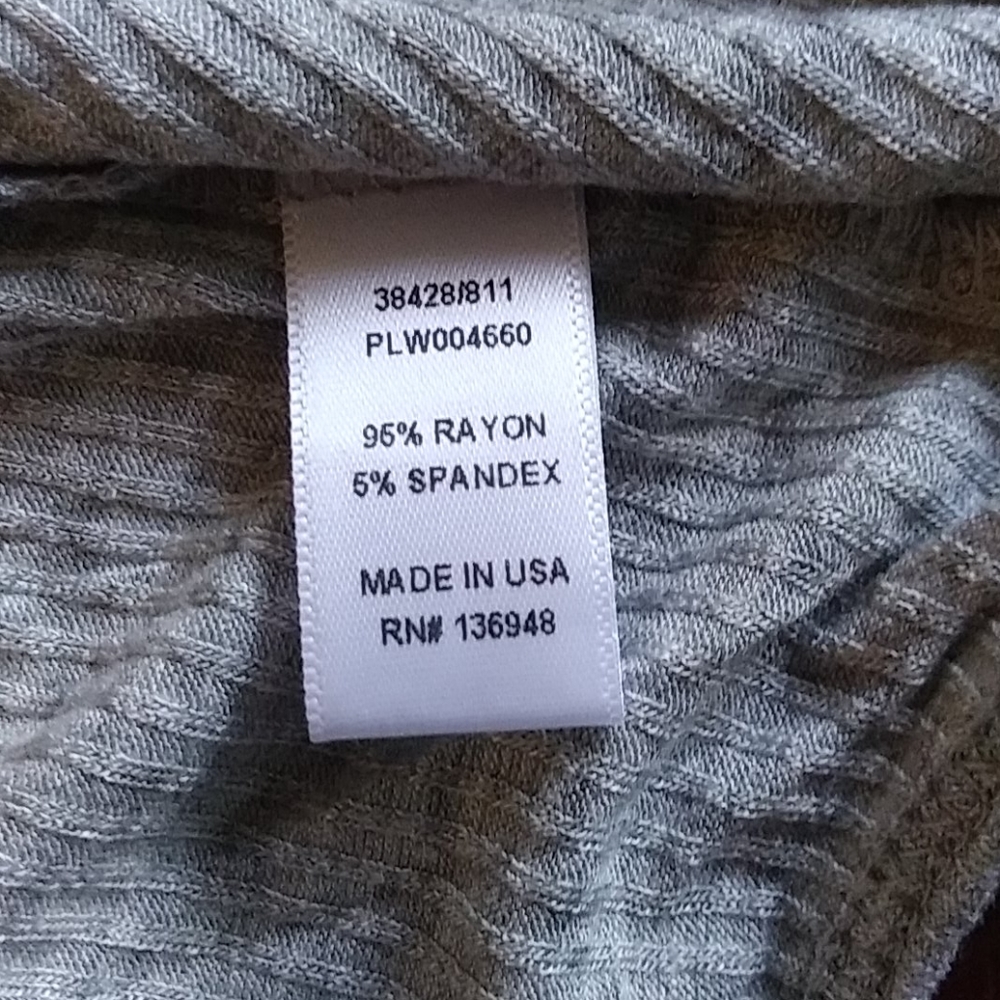 38428/811
PLW004660
95% RAYON
5% SPANDEX
MADE IN USA
RN# 136948